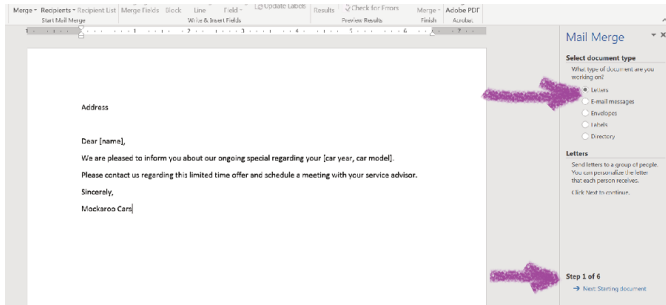 Merge Recipients Recipient List Merge Fields Block Line Field Update Labels Results Check for Errors Merge Adobe PDF
Start Mail Merge Write & Insert Fields Preview Results Finish Acrobat
Mail Merge
Select document type
What type of document are you
working on?
Letters
E-mail messages
Envelopes
Labels
Directory
Letters
Send letters to a group of people.
You can personalize the letter
that each person receives.
Click Next to continue.
Step 1 of 6
Next: Starting document
Address
Dear [name],
We are pleased to inform you about our ongoing special regarding your [car year, car model].
Please contact us regarding this limited time offer and schedule a meeting with your service advisor.
Sincerely,
Mockaroo Cars